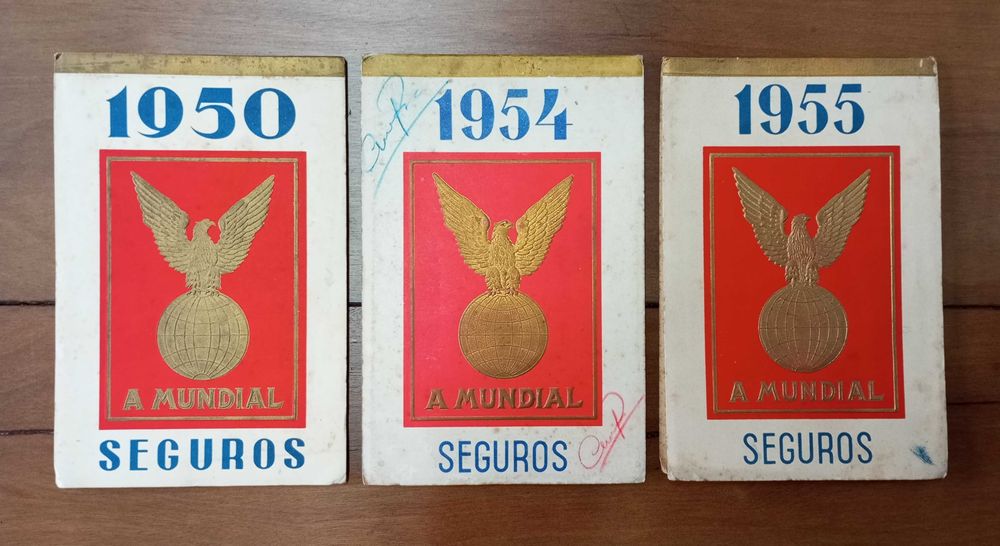 1950
A MUNDIAL
SEGUROS
1954
A MUNDIAL
SEGUROS
1955
A MUNDIAL
SEGUROS